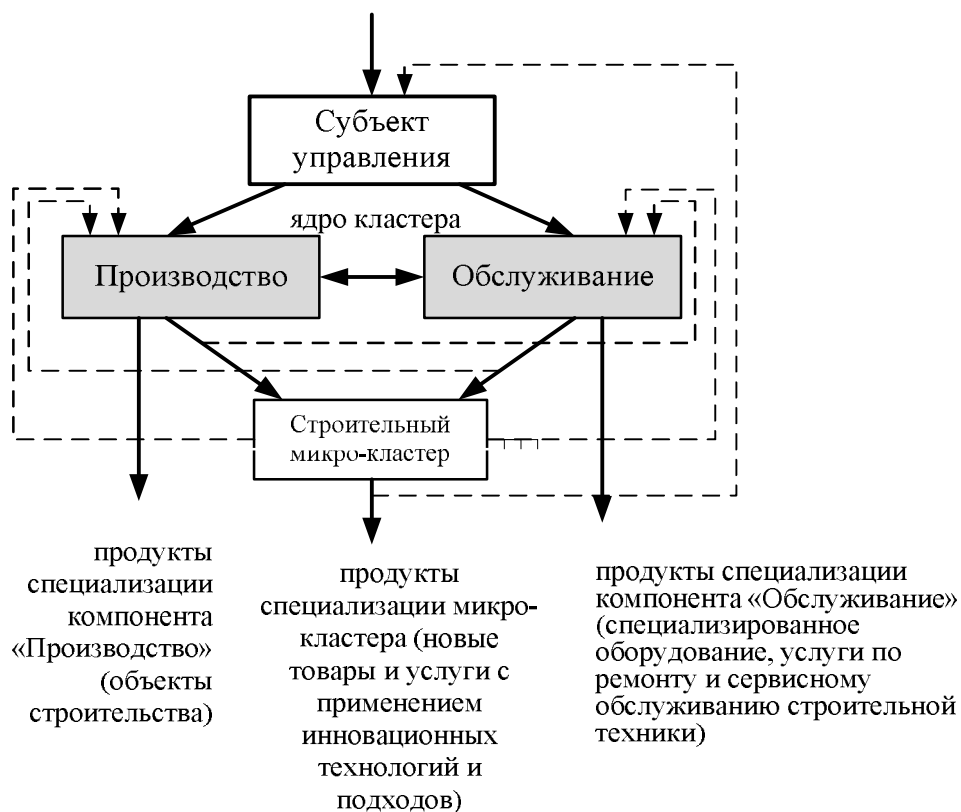 Субъект
управления
ядро кластера
Производство
Обслуживание
Строительный
микро-кластер
продукты
специализации
компонента
«Производство»
(объекты
строительства)
продукты
специализации микро-
кластера (новые
товары и услуги с
применением
инновационных
технологий и
подходов)
продукты специализации
компонента «Обслуживание»
(специализированное
оборудование, услуги по
ремонту и сервисному
обслуживанию строительной
техники)